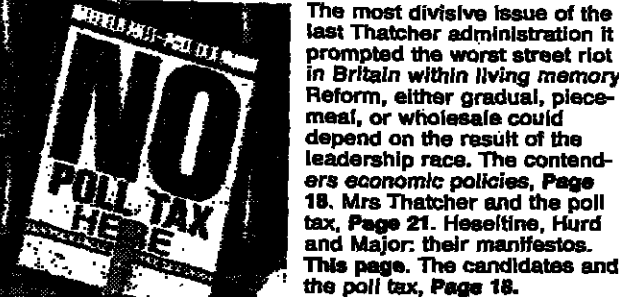 NO
POLL TAX
HERE
The most divisive issue of the
last Thatcher administration it
prompted the worst street riot
in Britain within living memory
Reform, either gradual, piece-
meal, or wholesale could
depend on the result of the
leadership race. The contend-
ers economic policies, Page
18. Mrs Thatcher and the poll
tax, Page 21. Heseltine, Hurd
and Major: their manifestos.
This page. The candidates and
the poll tax, Page 18.